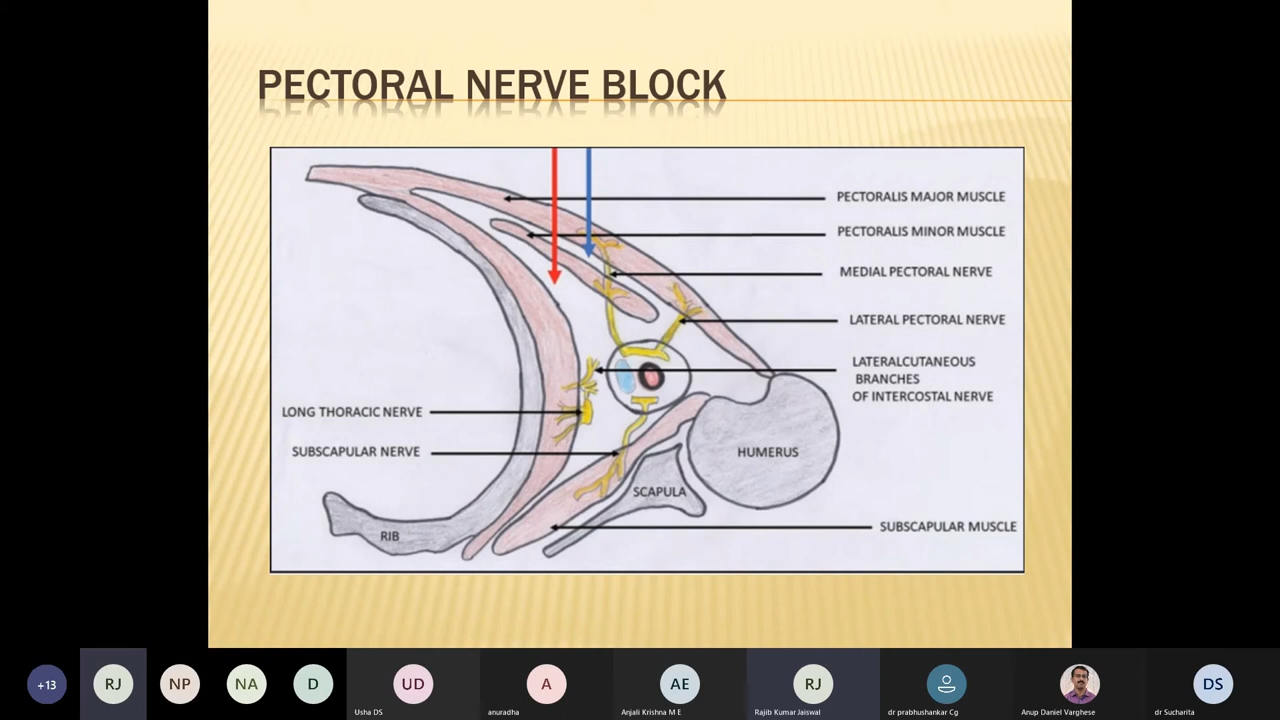 PECTORAL NERVE BLOCK
PECTORALIS MAJOR MUSCLE
PECTORALIS MINOR MUSCLE
MEDIAL PECTORAL NERVE
LATERAL PECTORAL NERVE
LATERALCUTANEOUS
BRANCHES
OF INTERCOSTAL NERVE
LONG THORACIC NERVE
SUBSCAPULAR NERVE
HUMERUS
SCAPULA
SUBSCAPULAR MUSCLE
RIB
+13
RJ
NP
NA
D
UD
Usha DS
A
anuradha
AE
Anjali Krishna M E
RJ
Rajib Kumar Jaiswal
dr prabhushankar Cg
Anup Daniel Varghese
DS
dr Sucharita